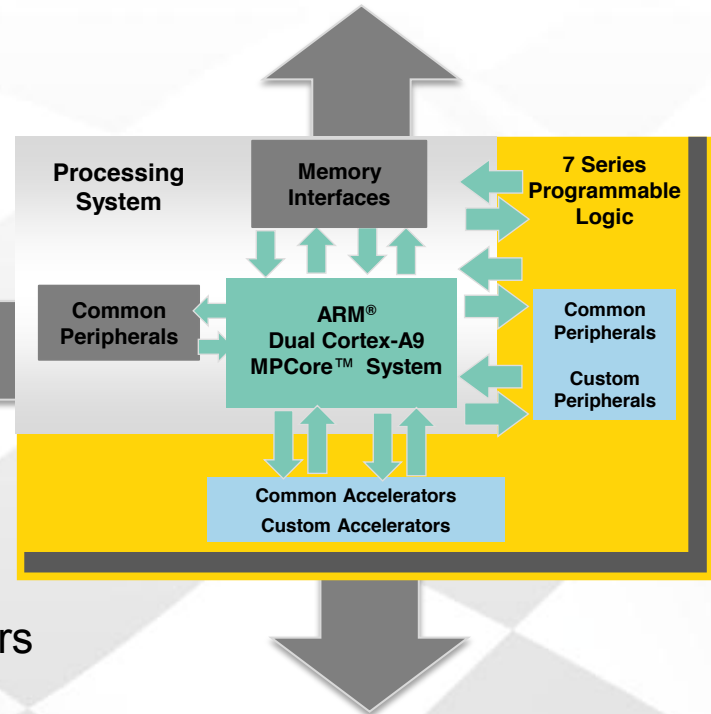 Processing
System
Memory
Interfaces
7 Series
Programmable
Logic
Common
Peripherals
ARM®
Dual Cortex-A9
MPCore™ System
Common
Peripherals
Custom
Peripherals
Common Accelerators
Custom Accelerators
rs